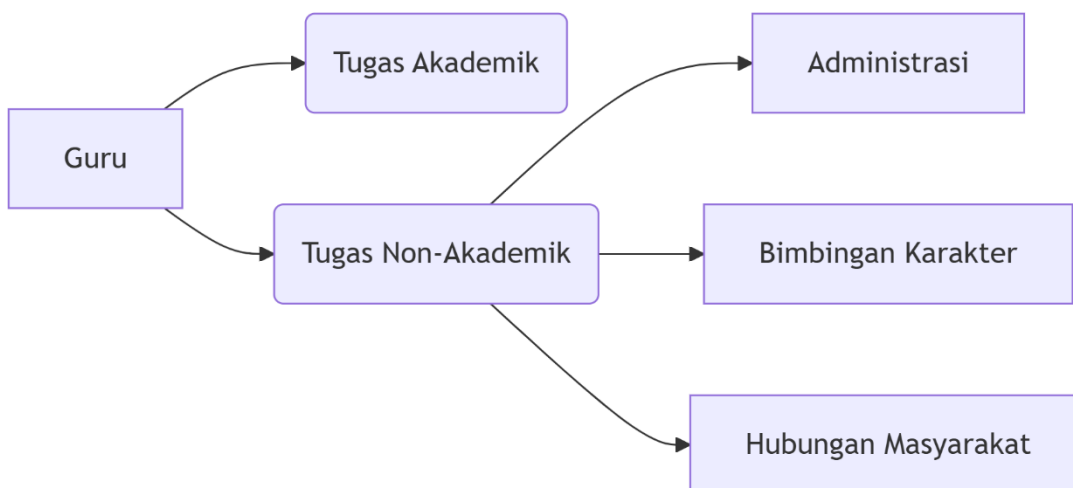 Tugas Akademik
Administrasi
Guru
Tugas Non-Akademik
Bimbingan Karakter
Hubungan Masyarakat